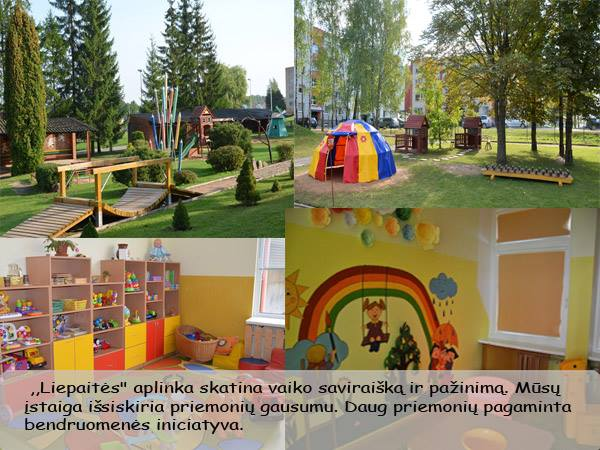 ,,Liepaitės" aplinka skatina vaiko saviraišką ir pažinimą. Mūsų
įstaiga išsiskiria priemonių gausumu. Daug priemonių pagaminta
bendruomenės iniciatyva.